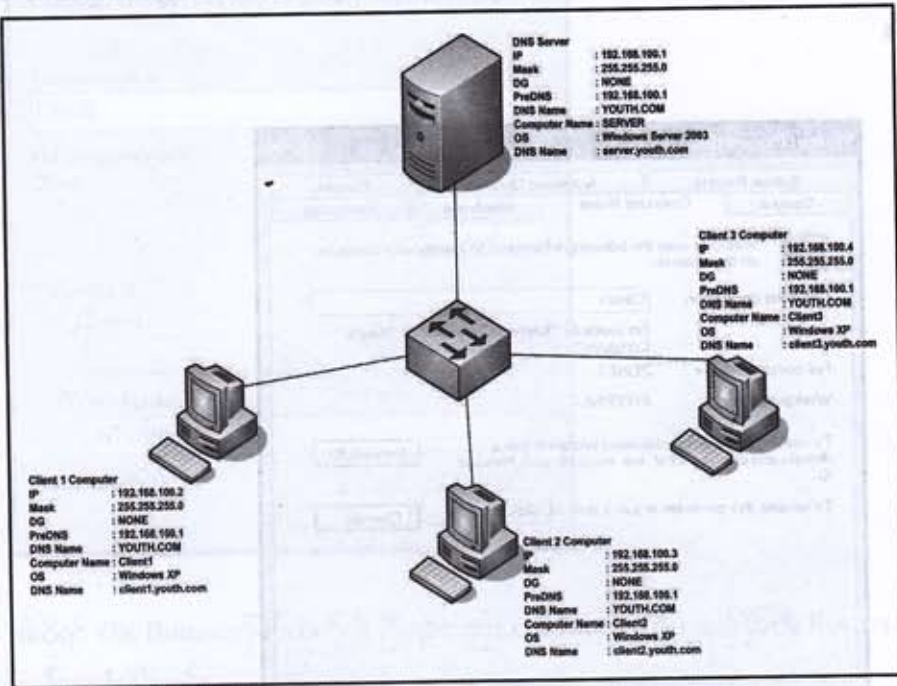 DNS Server
IP : 192.168.100.1
Mask : 255.255.255.0
DG : NONE
PreDNS : 192.168.100.1
DNS Name : YOUTH.COM
Computer Name : SERVER
OS : Windows Server 2003
DNS Name : server.youth.com
Client 3 Computer
IP : 192.168.100.4
Mask : 255.255.255.0
DG : NONE
PreDNS : 192.168.100.1
DNS Name : YOUTH.COM
Computer Name : Client3
OS : Windows XP
DNS Name : client3.youth.com
Client 1 Computer
IP : 192.168.100.2
Mask : 255.255.255.0
DG : NONE
PreDNS : 192.168.100.1
DNS Name : YOUTH.COM
Computer Name : Client1
OS : Windows XP
DNS Name : client1.youth.com
Client 2 Computer
IP : 192.168.100.3
Mask : 255.255.255.0
DG : NONE
PreDNS : 192.168.100.1
DNS Name : YOUTH.COM
Computer Name : Client2
OS : Windows XP
DNS Name : client2.youth.com